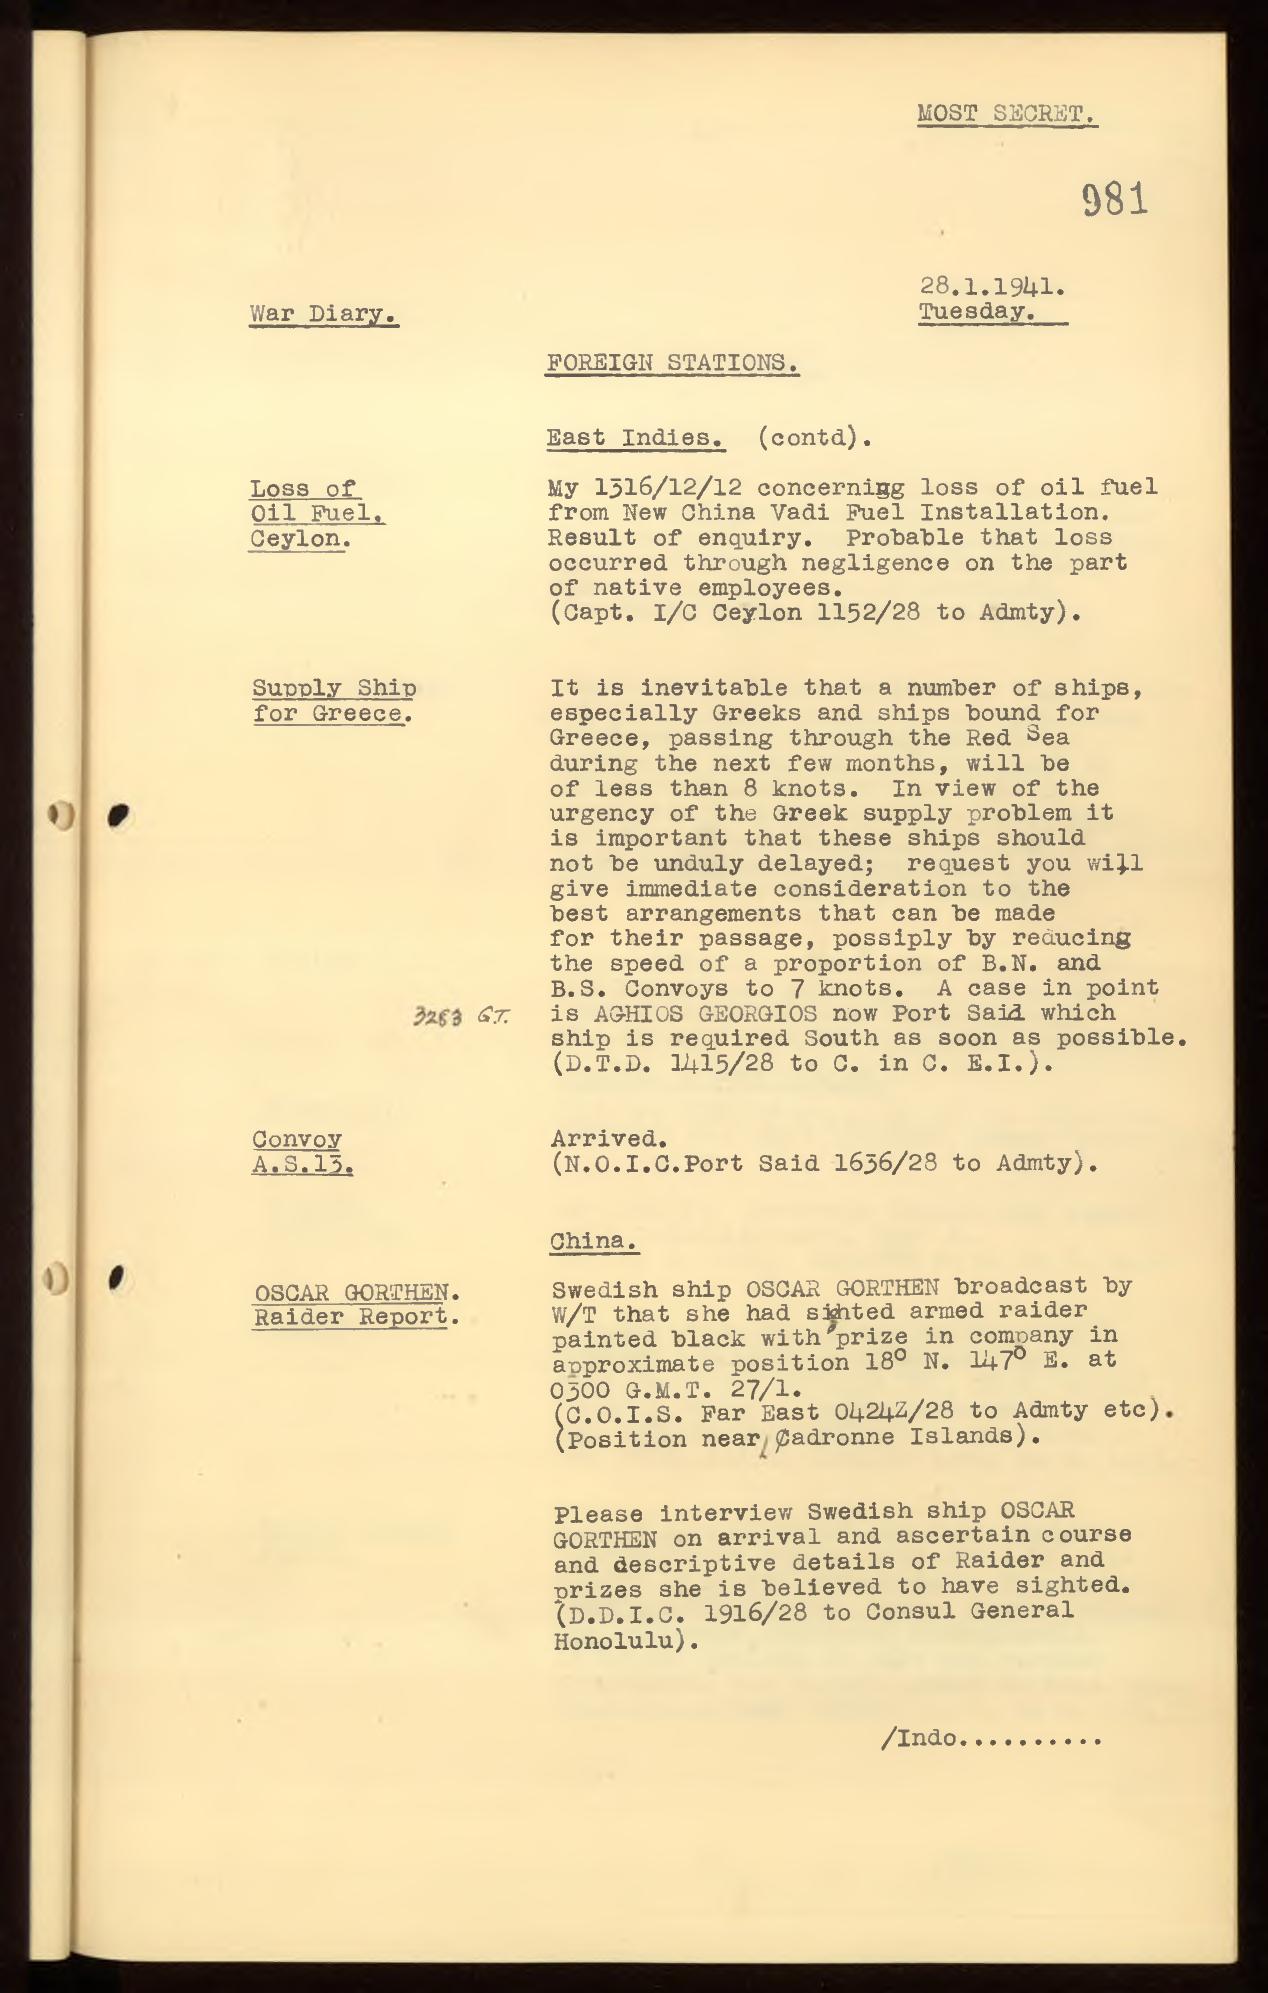 MOST SECRET.
981
28.1.1941.
War Diary.
Tuesday.
FOREIGN STATIONS.
East Indies. (contd).
Loss of
Oil Fuel.
Ceylon.
My 1316/12/12 concerning loss of oil fuel
from New China Vadi Fuel Installation.
Result of enquiry. Probable that loss
occurred through negligence on the part
of native employees.
(Capt. I/C Ceylon 1152/28 to Admty).
Supply Ship
for Greece.
It is inevitable that a number of ships,
especially Greeks and ships bound for
Greece, passing through the Red Sea
during the next few months, will be
of less than 8 knots. In view of the
urgency of the Greek supply problem it
is important that these ships should
not be unduly delayed; request you will
give immediate consideration to the
best arrangements that can be made
for their passage, possiply by reducing
the speed of a proportion of B.N. and
B.S. Convoys to 7 knots. A case in point
3283 G.T.
is AGHIOS GEORGIOS now Port Said which
ship is required South as soon as possible.
(D.T.D. 1415/28 to C. in C. E.I.).
Convoy
A.S.13.
Arrived.
(N.O.I.C.Port Said 1636/28 to Admty).
China.
OSCAR GORTHEN.
Raider Report.
Swedish ship OSCAR GORTHEN broadcast by
W/T that she had sighted armed raider
painted black with prize in company in
approximate position 18° N. 147° E. at
0300 G.M.T. 27/1.
(C.O.I.S. Far East 0424Z/28 to Admty etc).
(Position near Ladronne Islands).
Please interview Swedish ship OSCAR
GORTHEN on arrival and ascertain course
and descriptive details of Raider and
prizes she is believed to have sighted.
(D.D.I.C. 1916/28 to Consul General
Honolulu).
/Indo..........